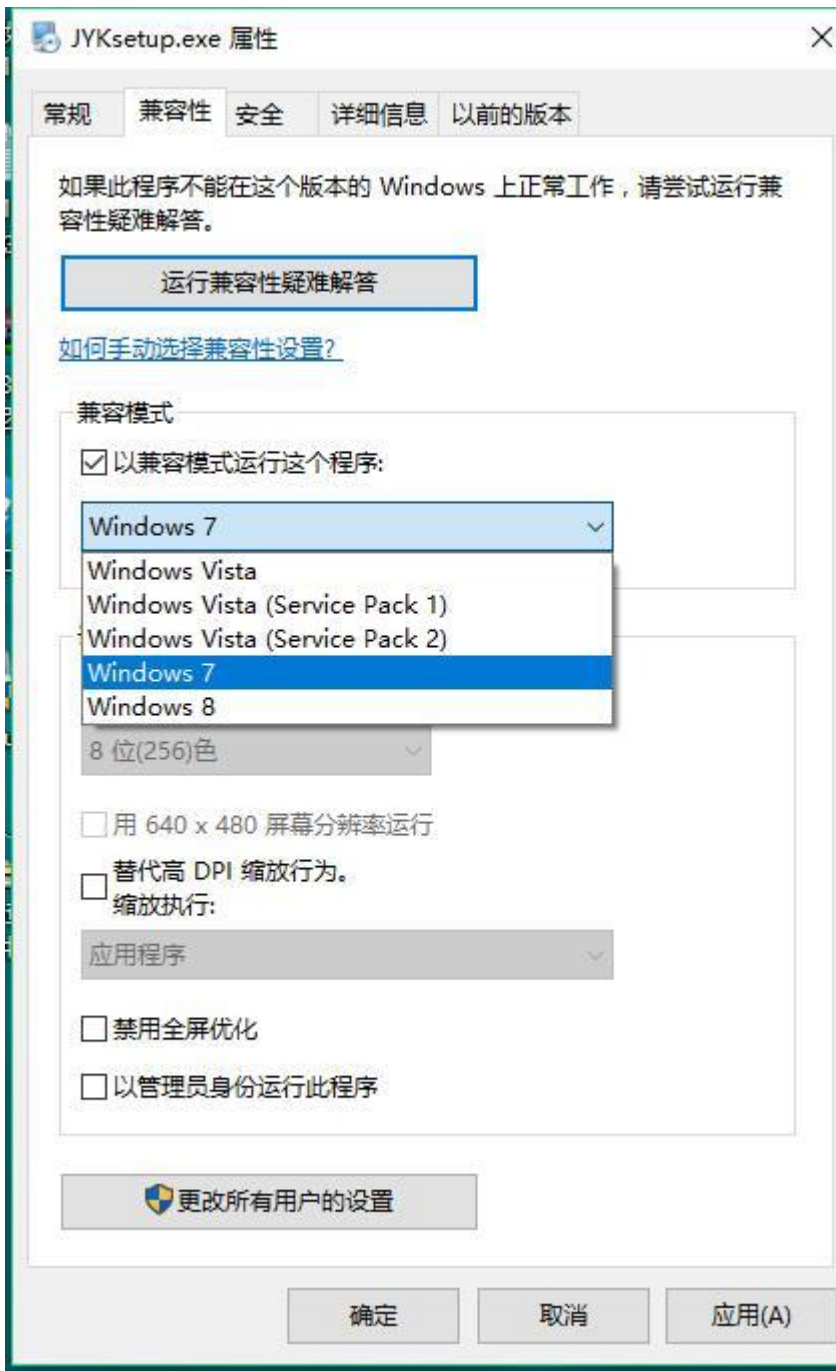 JYKsetup.exe 属性
常规
兼容性
安全
详细信息
以前的版本
如果此程序不能在这个版本的 Windows 上正常工作，请尝试运行兼
容性疑难解答。
运行兼容性疑难解答
如何手动选择兼容性设置?
兼容模式
以兼容模式运行这个程序:
Windows 7
Windows Vista
Windows Vista (Service Pack 1)
Windows Vista (Service Pack 2)
Windows 7
Windows 8
8 位(256)色
用 640 x 480 屏幕分辨率运行
替代高 DPI 缩放行为。
缩放执行:
应用程序
禁用全屏优化
以管理员身份运行此程序
更改所有用户的设置
确定
取消
应用(A)